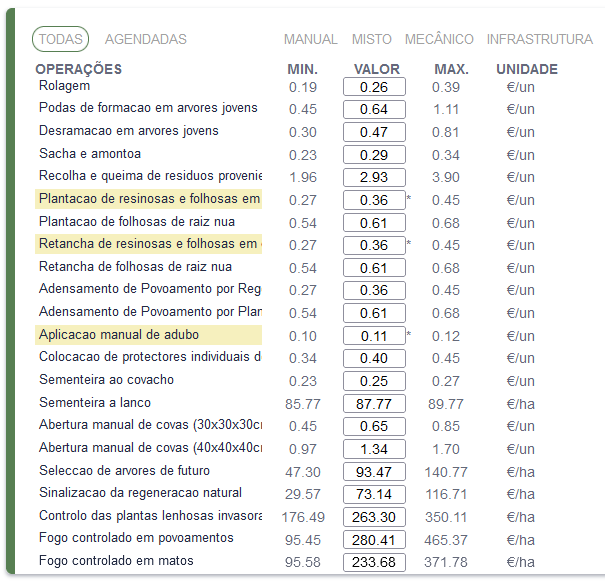 TODAS AGENDADAS MANUAL MISTO MECÂNICO INFRASTRUTURA
OPERAÇÕES MIN. VALOR MAX. UNIDADE
Rolagem 0.19 0.26 0.39 €/un
Podas de formacao em arvores jovens 0.45 0.64 1.11 €/un
Desramacao em arvores jovens 0.30 0.47 0.81 €/un
Sacha e amontoa 0.23 0.29 0.34 €/un
Recolha e queima de residuos provenie 1.96 2.93 3.90 €/un
Plantacao de resinosas e folhosas em 0.27 0.36 * 0.45 €/un
Plantacao de folhosas de raiz nua 0.54 0.61 0.68 €/un
Retancha de resinosas e folhosas em 0.27 0.36 * 0.45 €/un
Retancha de folhosas de raiz nua 0.54 0.61 0.68 €/un
Adensamento de Povoamento por Reg 0.27 0.36 0.45 €/un
Adensamento de Povoamento por Plan 0.54 0.61 0.68 €/un
Aplicacao manual de adubo 0.10 0.11 * 0.12 €/un
Colocacao de protectores individuais d 0.34 0.40 0.45 €/un
Sementeira ao covacho 0.23 0.25 0.27 €/un
Sementeira a lanco 85.77 87.77 89.77 €/ha
Abertura manual de covas (30x30x30c 0.45 0.65 0.85 €/un
Abertura manual de covas (40x40x40c 0.97 1.34 1.70 €/un
Seleccao de arvores de futuro 47.30 93.47 140.77 €/ha
Sinalizacao da regeneracao natural 29.57 73.14 116.71 €/ha
Controlo das plantas lenhosas invasora 176.49 263.30 350.11 €/ha
Fogo controlado em povoamentos 95.45 280.41 465.37 €/ha
Fogo controlado em matos 95.58 233.68 371.78 €/ha